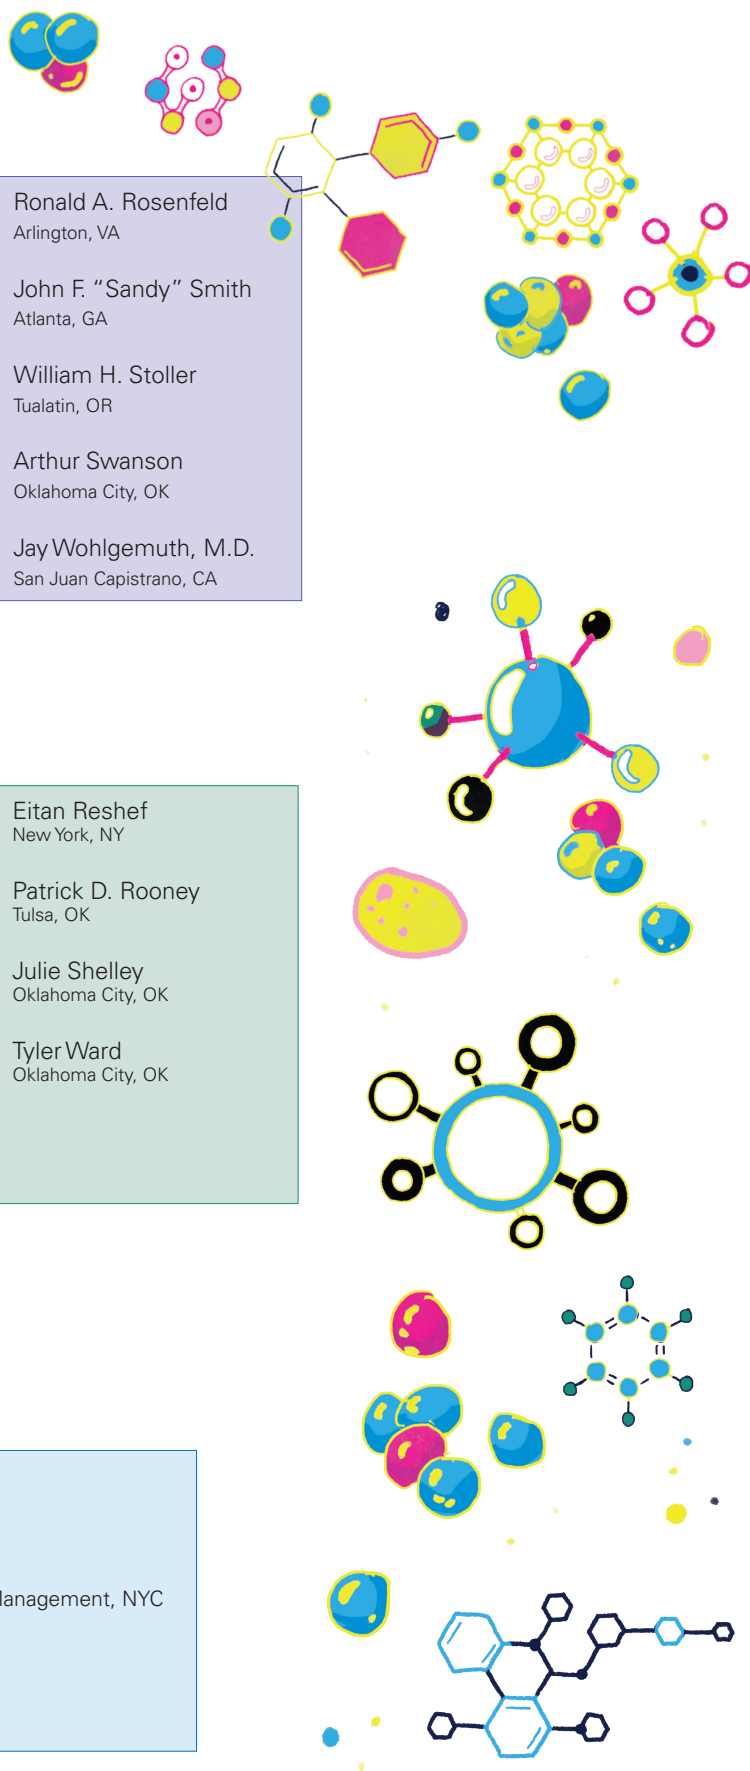 Ronald A. Rosenfeld
Arlington, VA
John F. “Sandy” Smith
Atlanta, GA
William H. Stoller
Tualatin, OR
Arthur Swanson
Oklahoma City, OK
Jay Wohlgemuth, M.D.
San Juan Capistrano, CA
Eitan Reshef
New York, NY
Patrick D. Rooney
Tulsa, OK
Julie Shelley
Oklahoma City, OK
Tyler Ward
Oklahoma City, OK
anagement, NYC